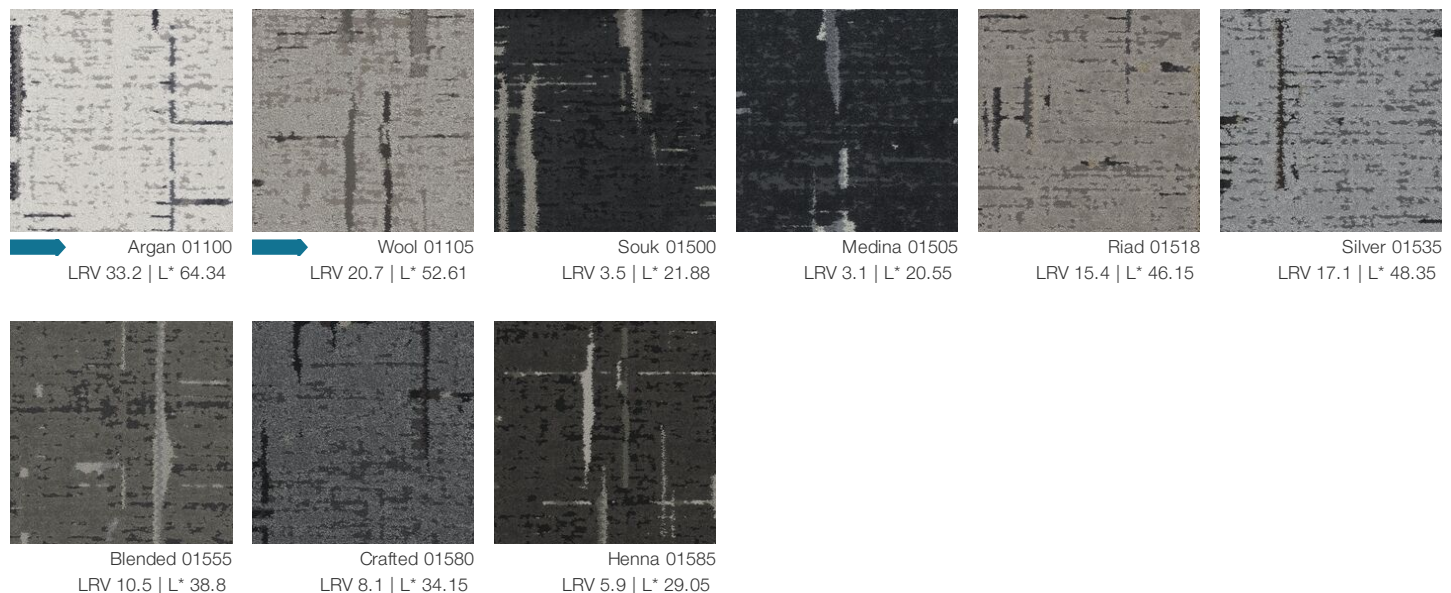 Argan 01100
LRV 33.2 | L* 64.34
Wool 01105
LRV 20.7 | L* 52.61
Souk 01500
LRV 3.5 | L* 21.88
Medina 01505
LRV 3.1 | L* 20.55
Riad 01518
LRV 15.4 | L* 46.15
Silver 01535
LRV 17.1 | L* 48.35
Blended 01555
LRV 10.5 | L* 38.8
Crafted 01580
LRV 8.1 | L* 34.15
Henna 01585
LRV 5.9 | L* 29.05